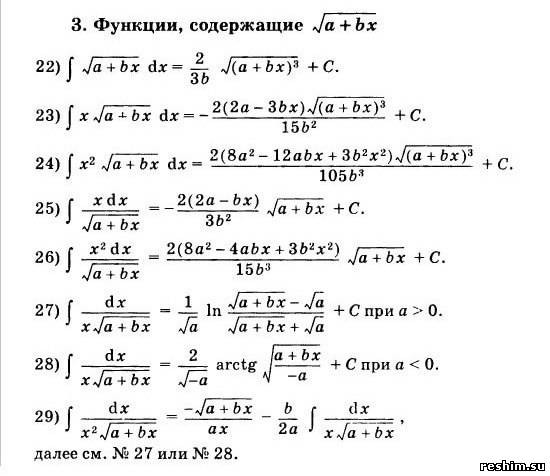 3. Функции, содержащие √(a + bx)
22) ∫ √(a + bx) dx = 2/(3b) √((a + bx)³) + C.
23) ∫ x √(a + bx) dx = – 2(2a – 3bx)√((a + bx)³)/(15b²) + C.
24) ∫ x² √(a + bx) dx = 2(8a² – 12abx + 3b²x²)√((a + bx)³)/(105b³) + C.
25) ∫ x dx/√(a + bx) = – 2(2a – bx)/(3b²) √(a + bx) + C.
26) ∫ x² dx/√(a + bx) = 2(8a² – 4abx + 3b²x²)/(15b³) √(a + bx) + C.
27) ∫ dx/(x√(a + bx)) = 1/√a ln (√(a + bx) – √a)/(√(a + bx) + √a) + C при a > 0.
28) ∫ dx/(x√(a + bx)) = 2/√(–a) arctg √((a + bx)/(–a)) + C при a < 0.
29) ∫ dx/(x²√(a + bx)) = –√(a + bx)/(ax) – b/(2a) ∫ dx/(x√(a + bx)) ,
далее см. № 27 или № 28.
reshim.su